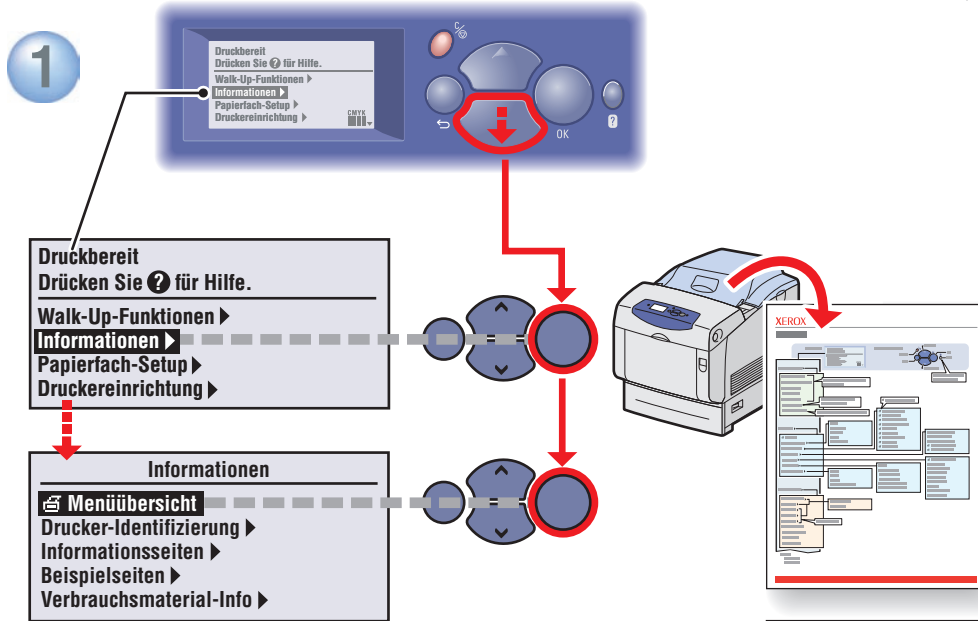 1
Druckbereit
Drücken Sie ? für Hilfe.
Walk-Up-Funktionen
Informationen
Papierfach-Setup
Druckereinrichtung
CMYK
C/
OK
?
Druckbereit
Drücken Sie ? für Hilfe.
Walk-Up-Funktionen
Informationen
Papierfach-Setup
Druckereinrichtung
XEROX
Informationen
Menüübersicht
Drucker-Identifizierung
Informationsseiten
Beispielseiten
Verbrauchsmaterial-Info